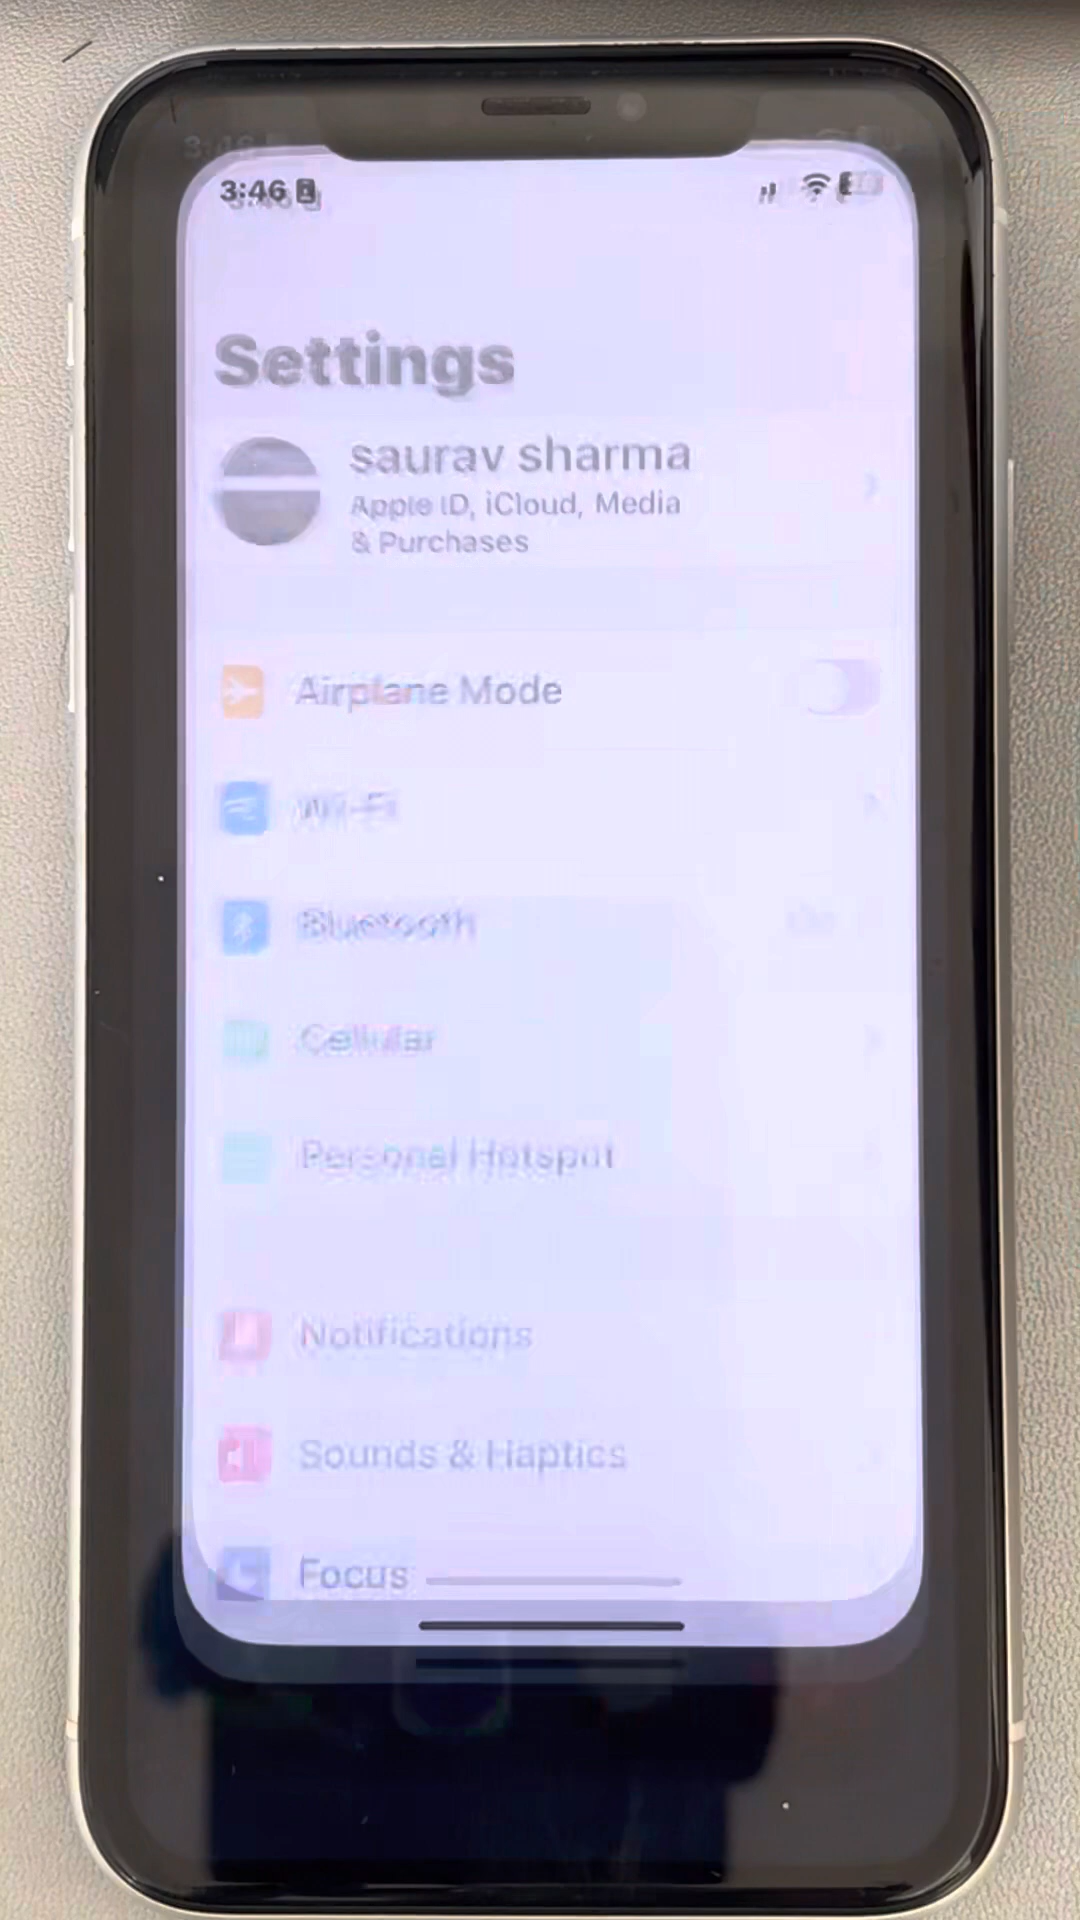 3:46
Settings
saurav sharma
Apple ID, iCloud, Media
& Purchases
Airplane Mode
Wi-Fi
Bluetooth
Cellular
Personal Hotspot
Notifications
Sounds & Haptics
Focus